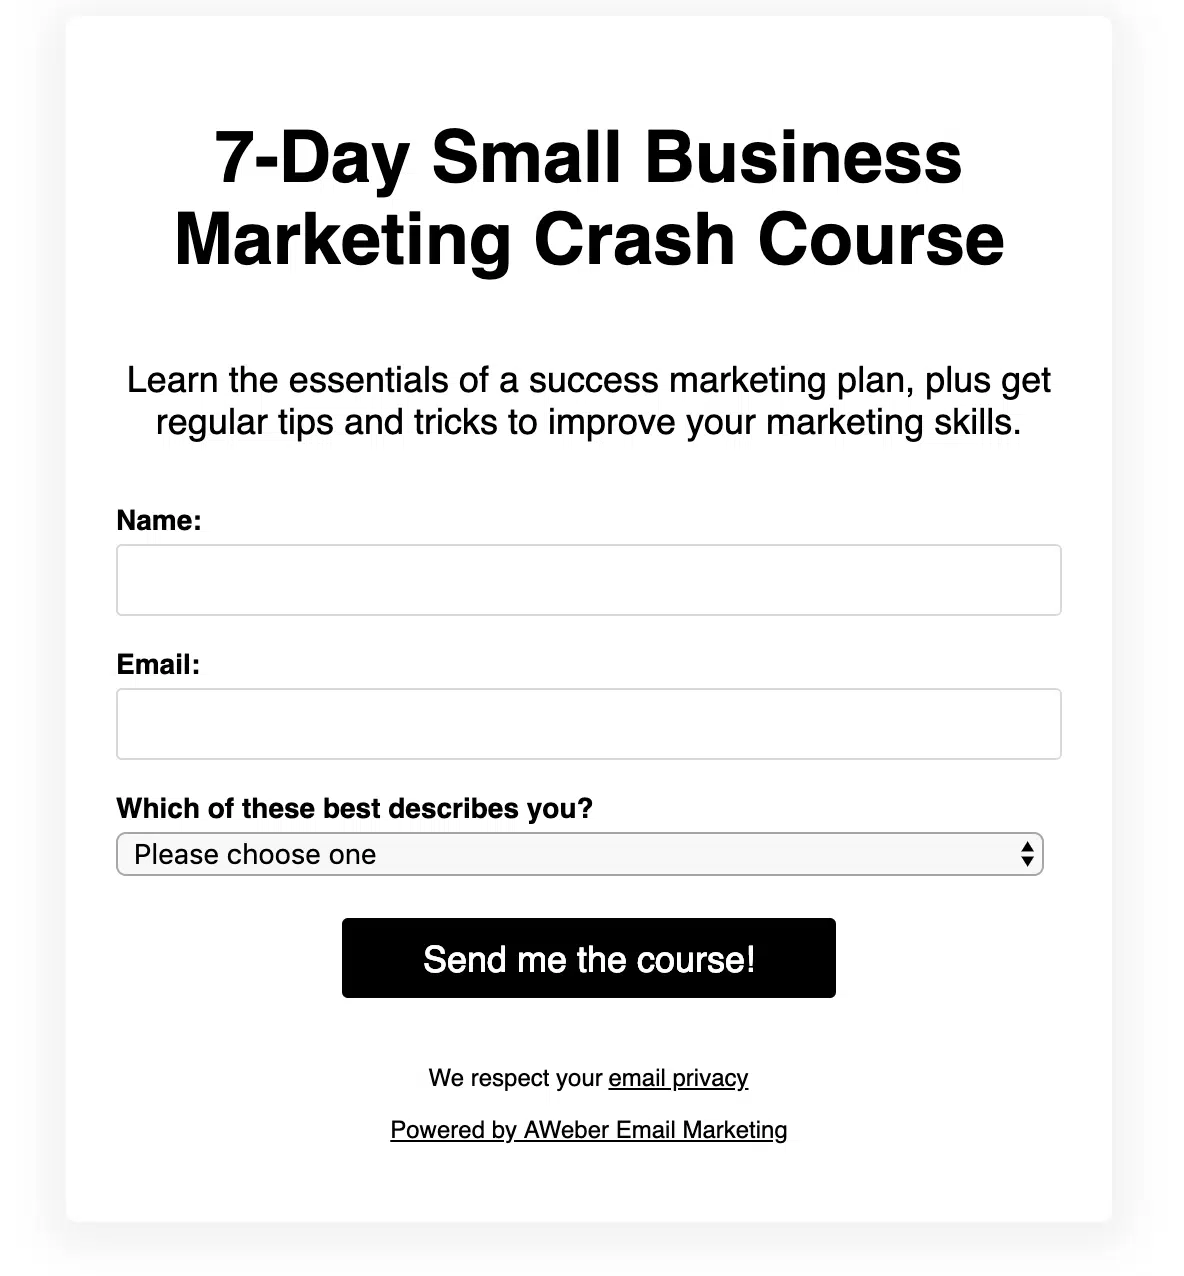 7-Day Small Business
Marketing Crash Course
Learn the essentials of a success marketing plan, plus get
regular tips and tricks to improve your marketing skills.
Name:
Email:
Which of these best describes you?
Please choose one
Send me the course!
We respect your email privacy
Powered by AWeber Email Marketing